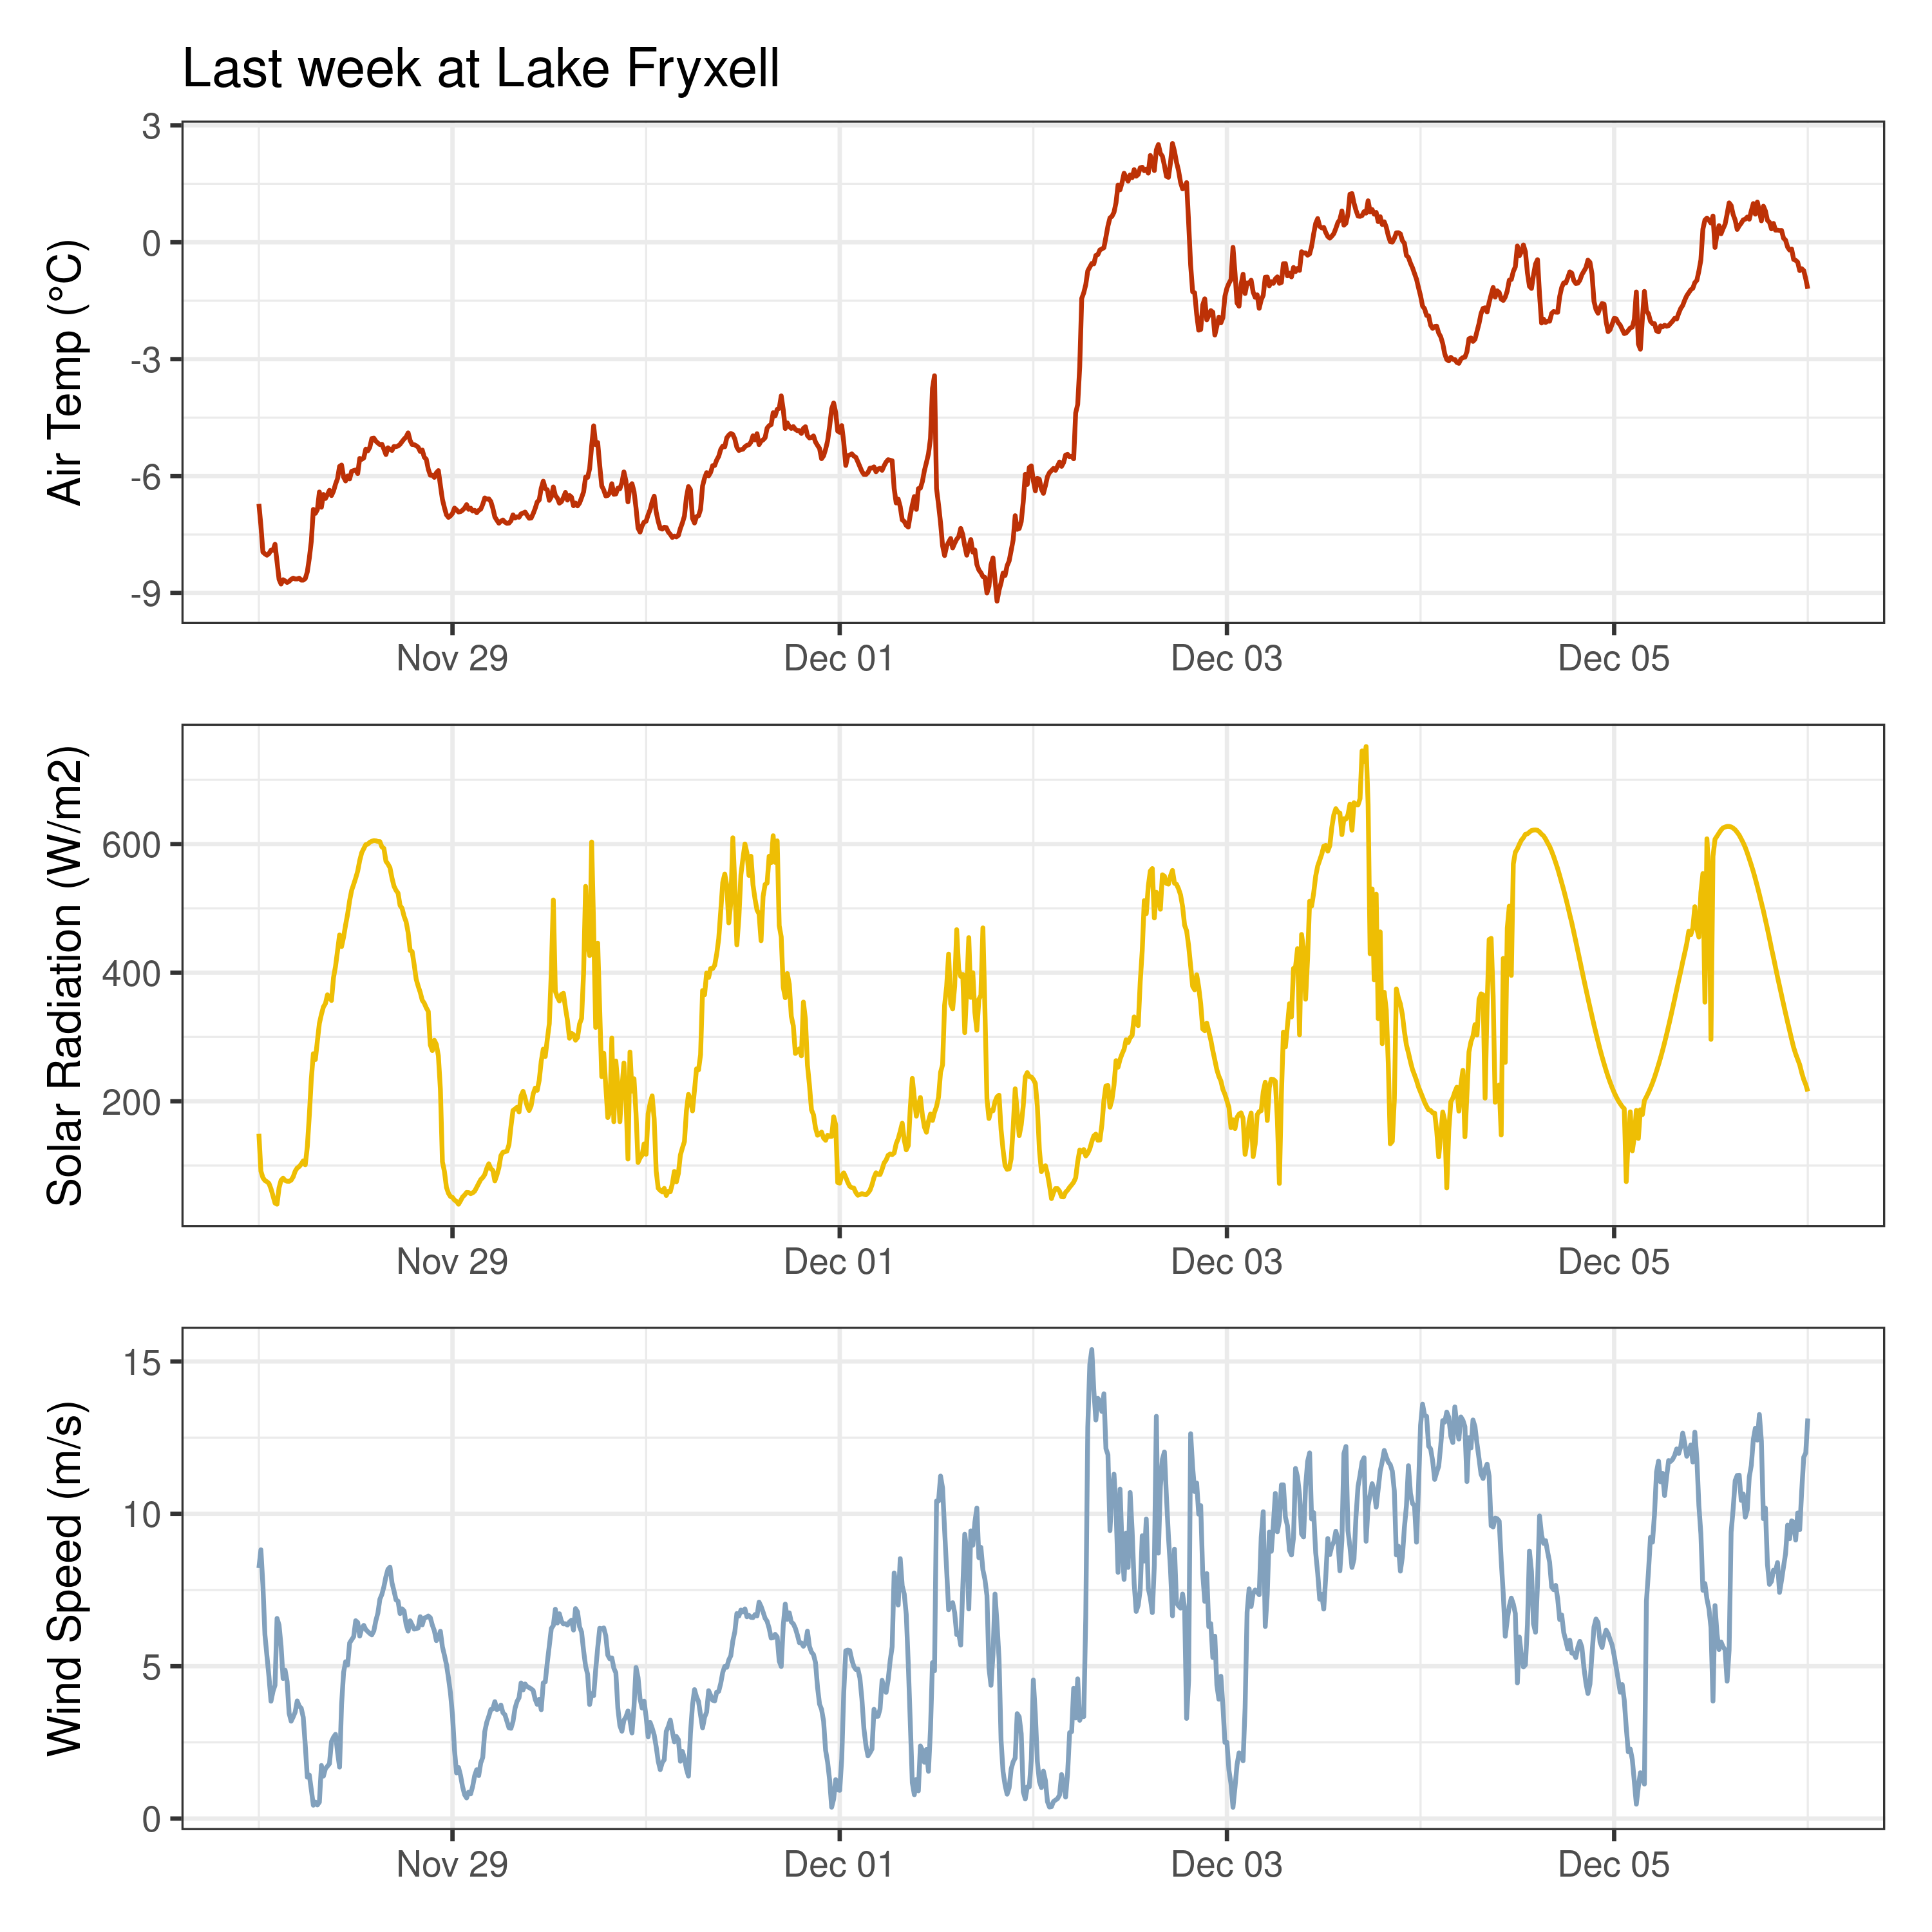 Last week at Lake Fryxell
Air Temp (°C)
3
0
-3
-6
-9
Nov 29 Dec 01 Dec 03 Dec 05
Solar Radiation (W/m2)
600
400
200
Nov 29 Dec 01 Dec 03 Dec 05
Wind Speed (m/s)
15
10
5
0
Nov 29 Dec 01 Dec 03 Dec 05